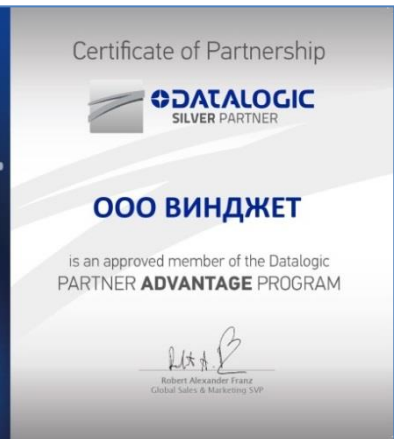 Certificate of Partnership
DATALOGIC
SILVER PARTNER
ООО ВИНДЖЕТ
is an approved member of the Datalogic
PARTNER ADVANTAGE PROGRAM
Robert Alexander Franz
Global Sales & Marketing SVP